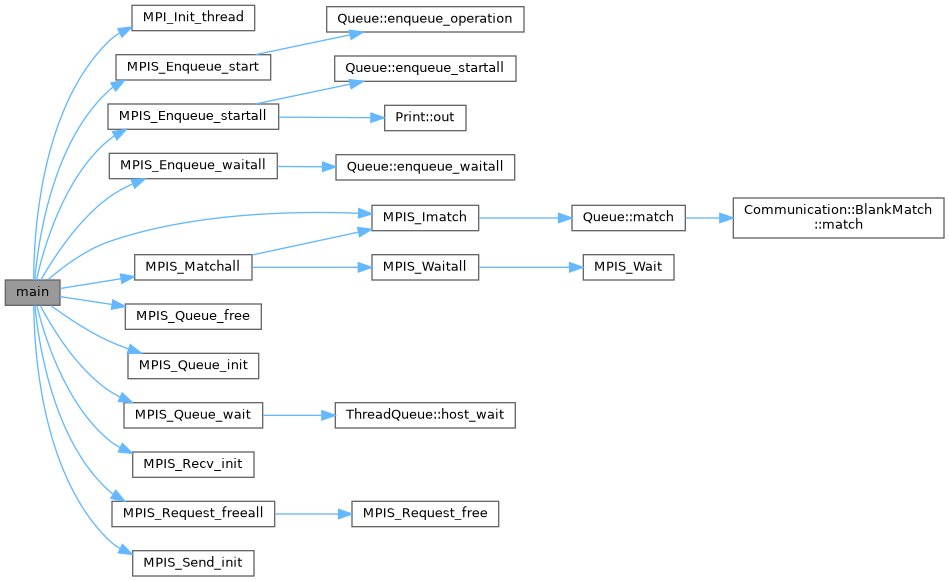 MPI_Init_thread
Queue::enqueue_operation
MPIS_Enqueue_start
Queue::enqueue_startall
MPIS_Enqueue_startall
Print::out
MPIS_Enqueue_waitall
Queue::enqueue_waitall
MPIS_Imatch
Queue::match
Communication::BlankMatch
::match
MPIS_Matchall
MPIS_Waitall
MPIS_Wait
main
MPIS_Queue_free
MPIS_Queue_init
MPIS_Queue_wait
ThreadQueue::host_wait
MPIS_Recv_init
MPIS_Request_freeall
MPIS_Request_free
MPIS_Send_init